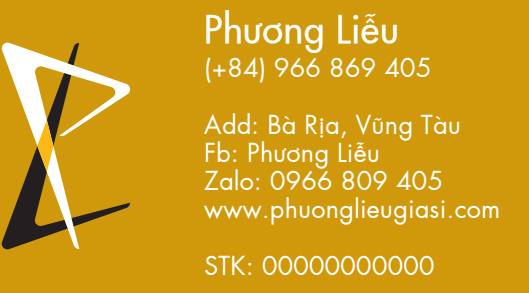 Phương Liễu
(+84) 966 869 405
Add: Bà Rịa, Vũng Tàu
Fb: Phương Liễu
Zalo: 0966 809 405
www.phuonglieugiasi.com
STK: 00000000000